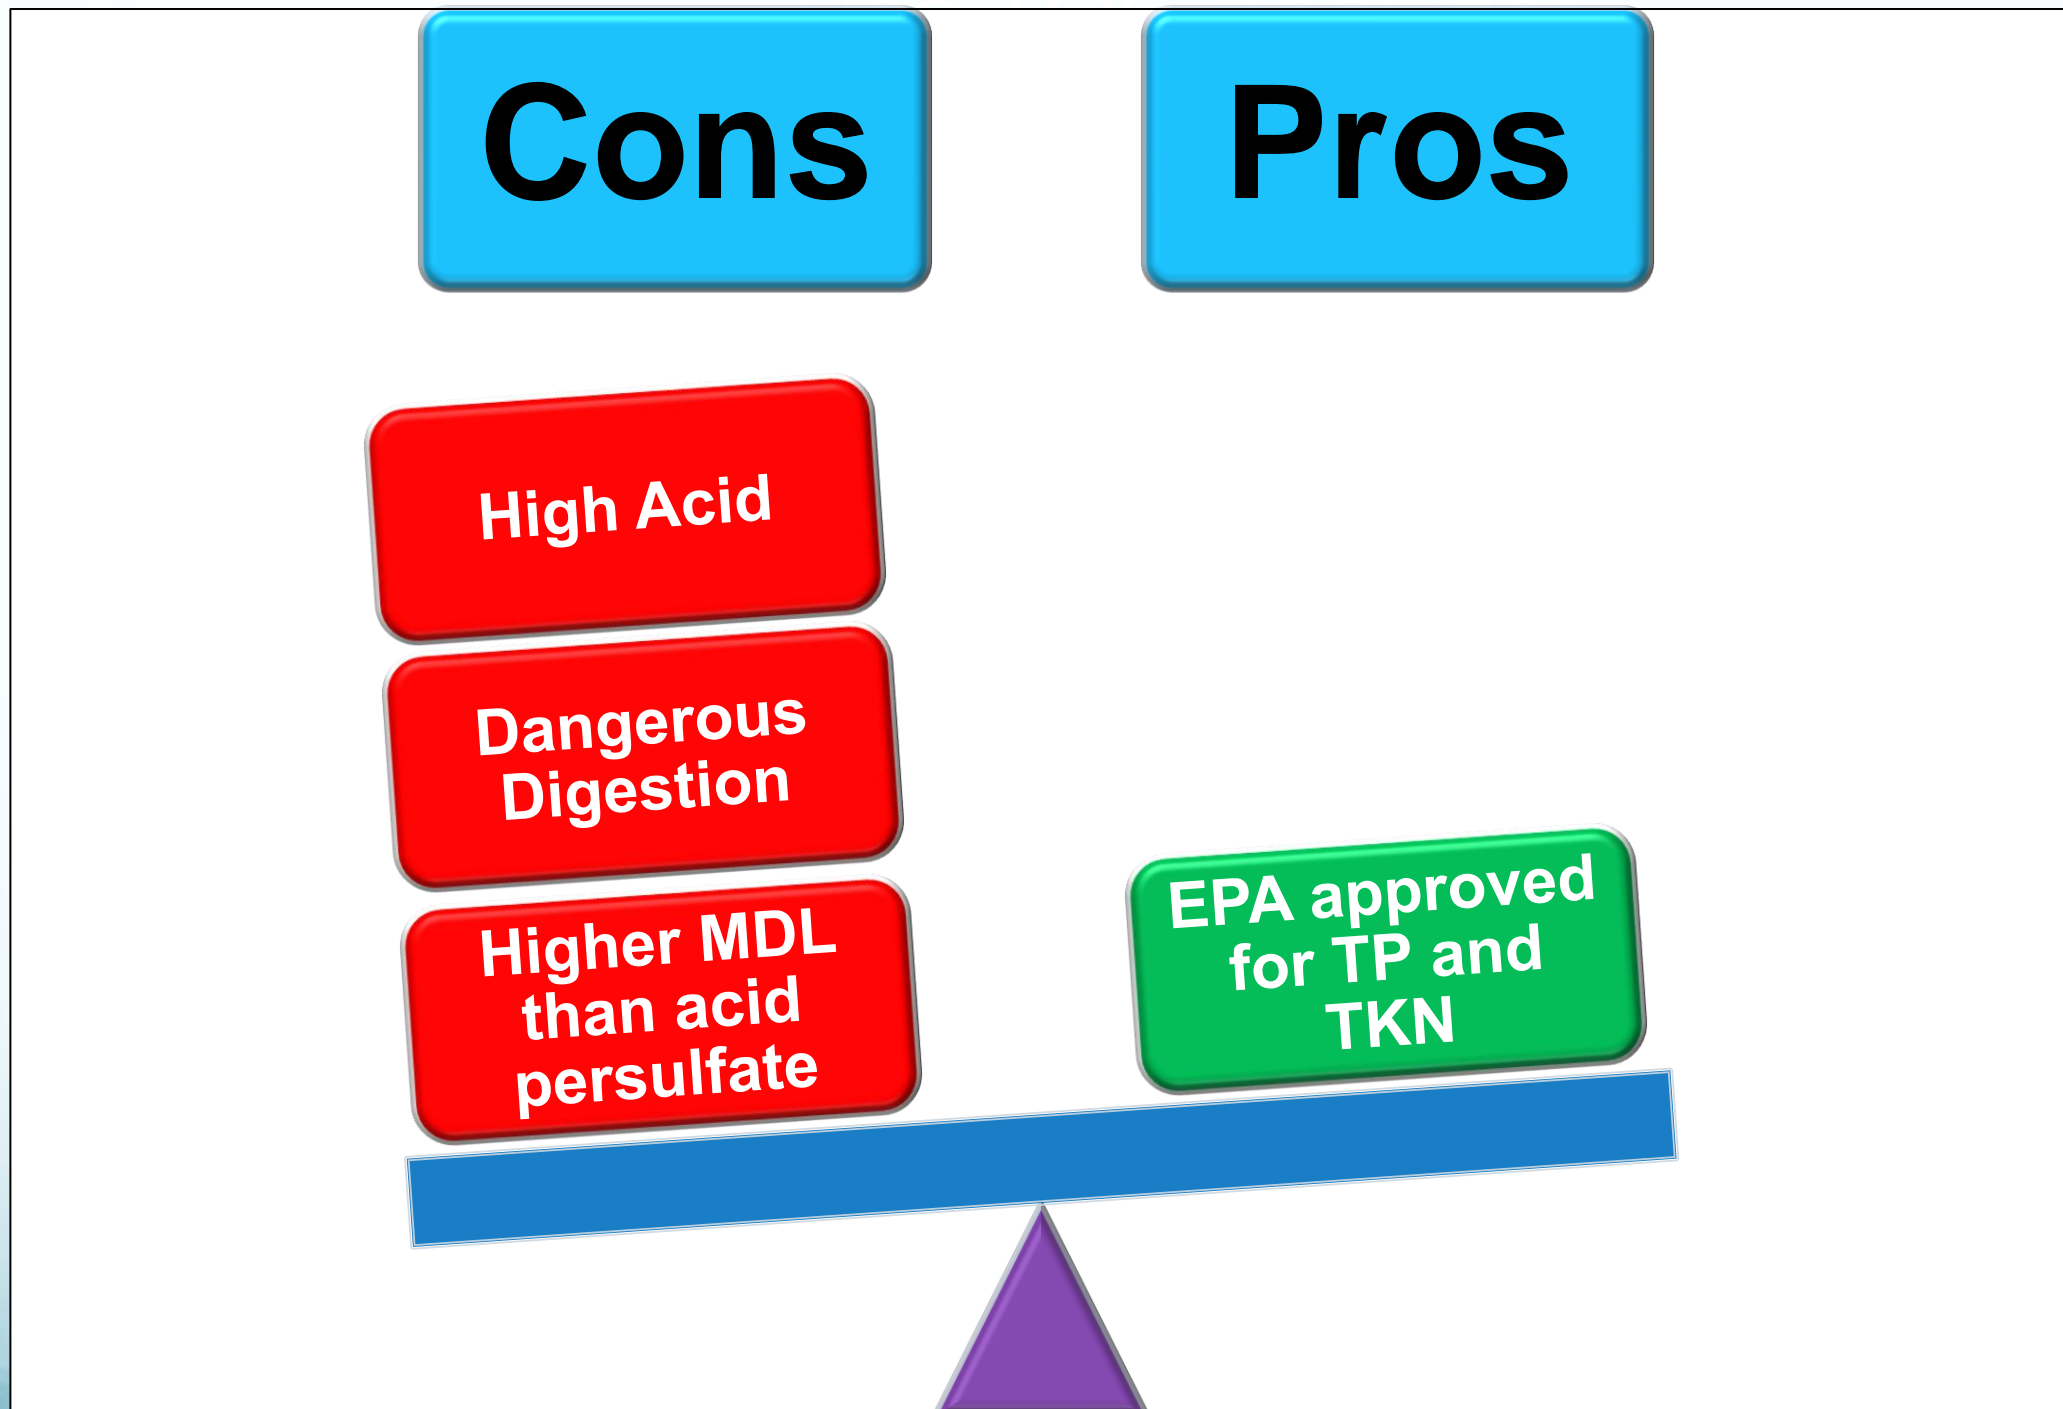 Cons
Pros
High Acid
Dangerous
Digestion
Higher MDL
than acid
persulfate
EPA approved
for TP and
TKN